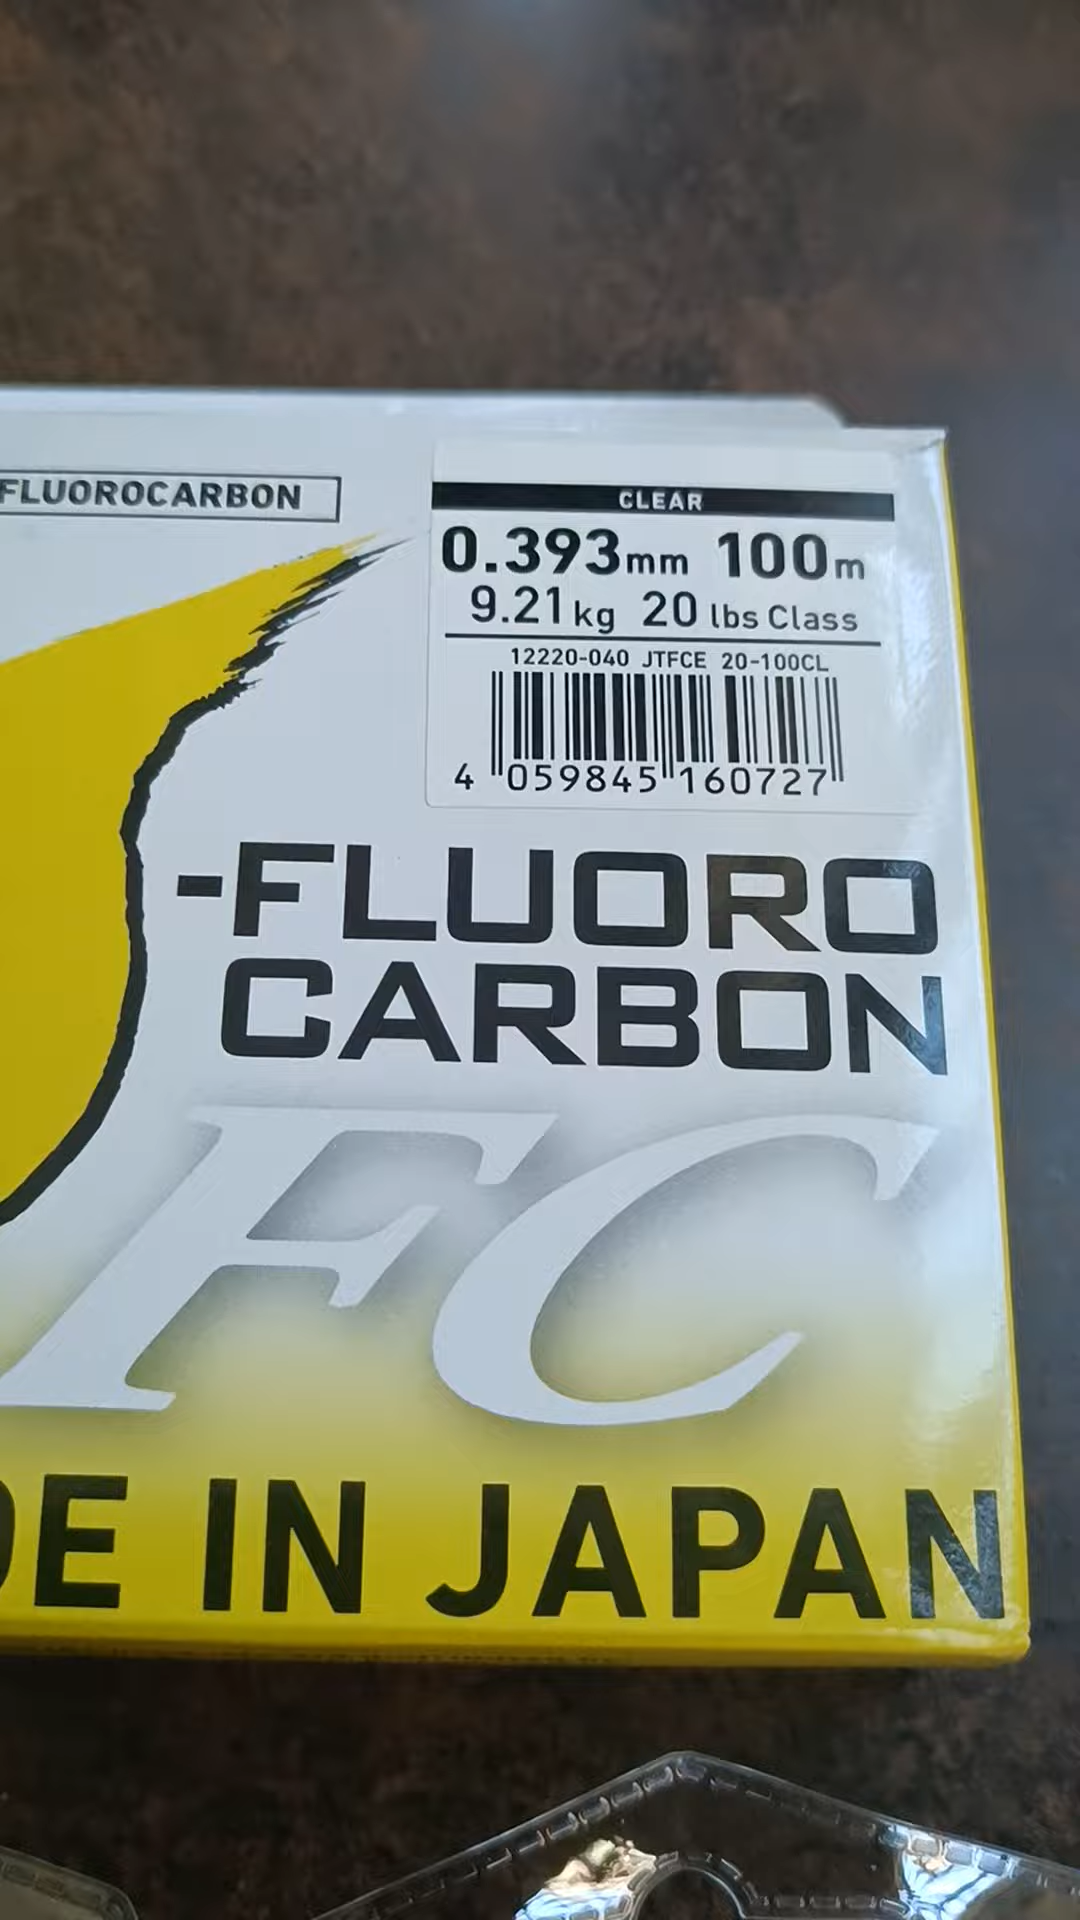 FLUOROCARBON
CLEAR
0.393mm 100m
9.21kg 20 lbs Class
12220-040 JTFCE 20-100CL
4 059845 160727
-FLUORO
CARBON
FC
DE IN JAPAN